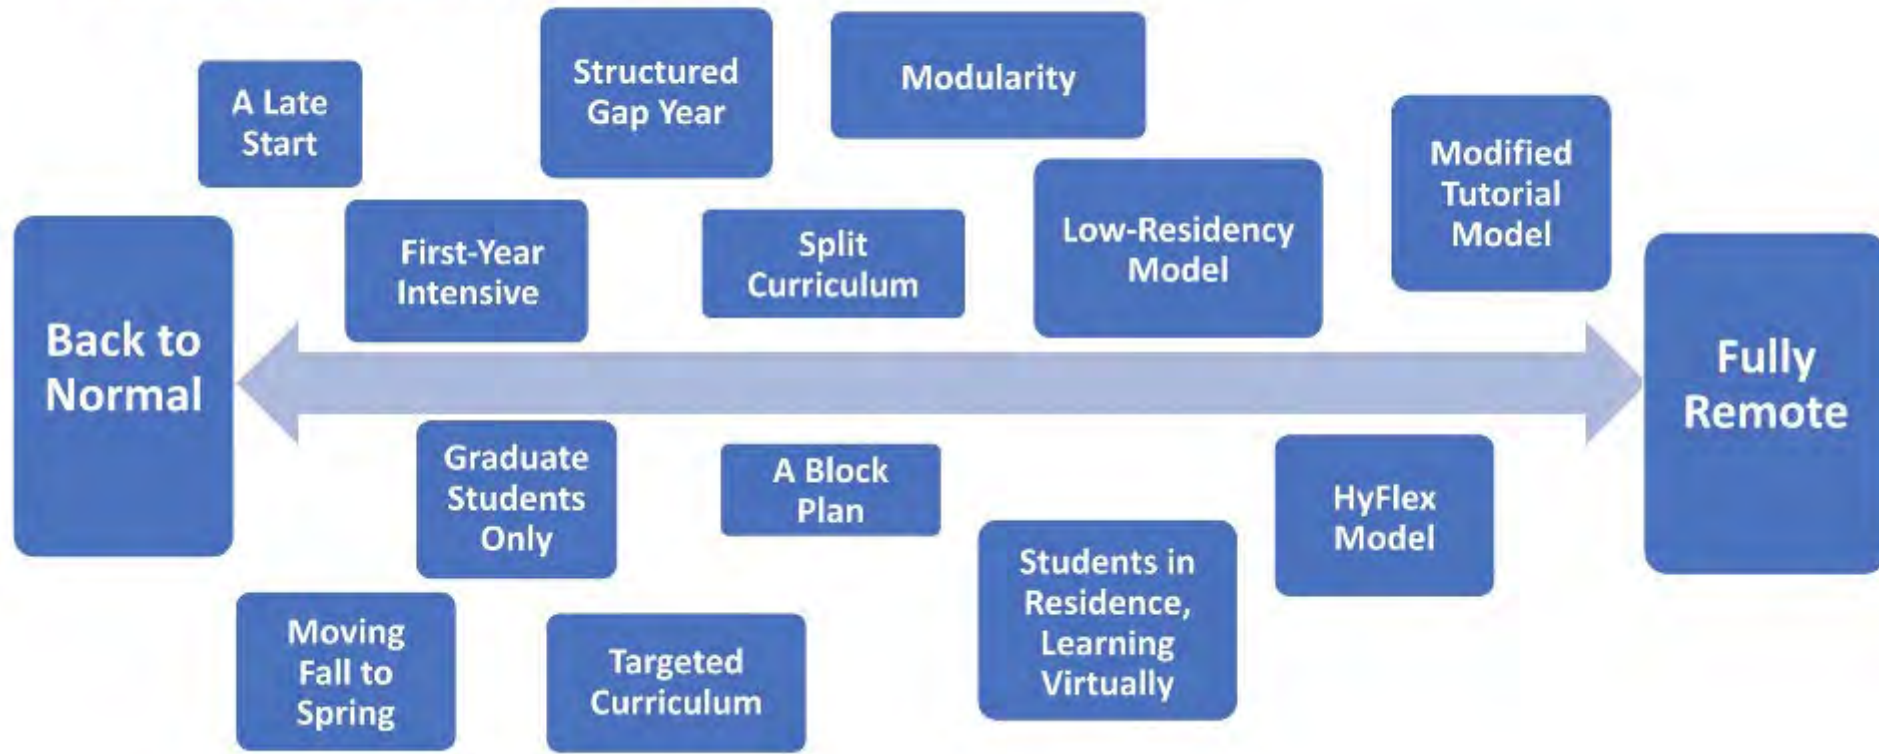 Structured
Gap Year
Modularity
A Late
Start
Modified
Tutorial
Model
First-Year
Intensive
Split
Curriculum
Low-Residency
Model
Back to
Normal
Fully
Remote
Graduate
Students
Only
A Block
Plan
HyFlex
Model
Students in
Residence,
Learning
Virtually
Moving
Fall to
Spring
Targeted
Curriculum